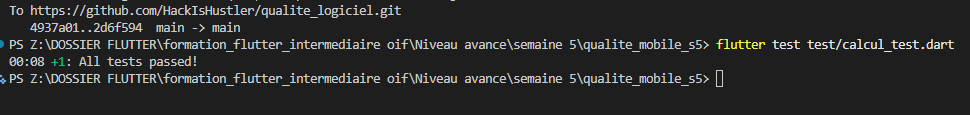 To https://github.com/HackIsHustler/qualite_logiciel.git
4937a01..2d6f594 main -> main
PS Z:\DOSSIER FLUTTER\formation_flutter_intermediaire oif\Niveau avance\semaine 5\qualite_mobile_s5> flutter test test/calcul_test.dart
00:08 +1: All tests passed!
PS Z:\DOSSIER FLUTTER\formation_flutter_intermediaire oif\Niveau avance\semaine 5\qualite_mobile_s5>